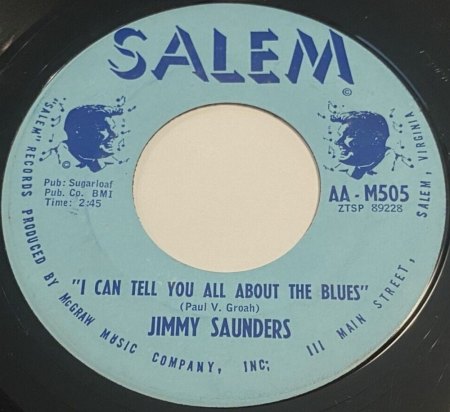 SALEM
©
Pub: Sugarloaf
Pub. Co. BMI
Time: 2:45
AA - M505
ZTSP 89228
"I CAN TELL YOU ALL ABOUT THE BLUES"
(Paul V. Groah)
JIMMY SAUNDERS
"SALEM" RECORDS PRODUCED BY McGRAW MUSIC COMPANY, INC; 111 MAIN STREET, SALEM, VIRGINIA